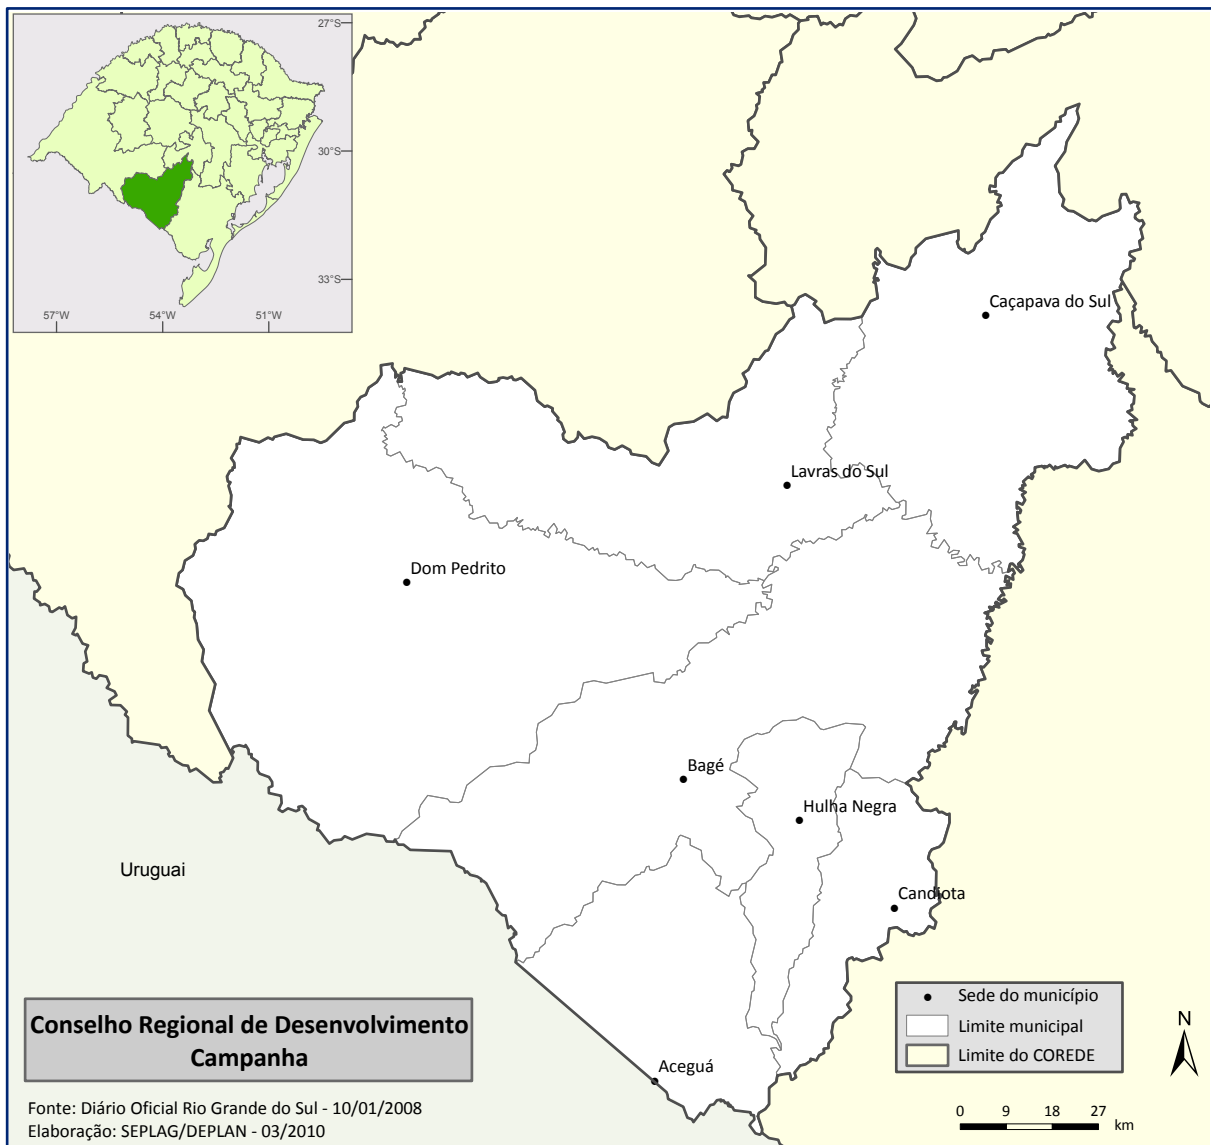 27°S
30°S
33°S
57°W 54°W 51°W
Caçapava do Sul
Lavras do Sul
Dom Pedrito
Bagé
Hulha Negra
Uruguai
Candiota
Aceguá
Conselho Regional de Desenvolvimento
Campanha
Fonte: Diário Oficial Rio Grande do Sul - 10/01/2008
Elaboração: SEPLAG/DEPLAN - 03/2010
Sede do município
Limite municipal
Limite do COREDE
N
0 9 18 27
km